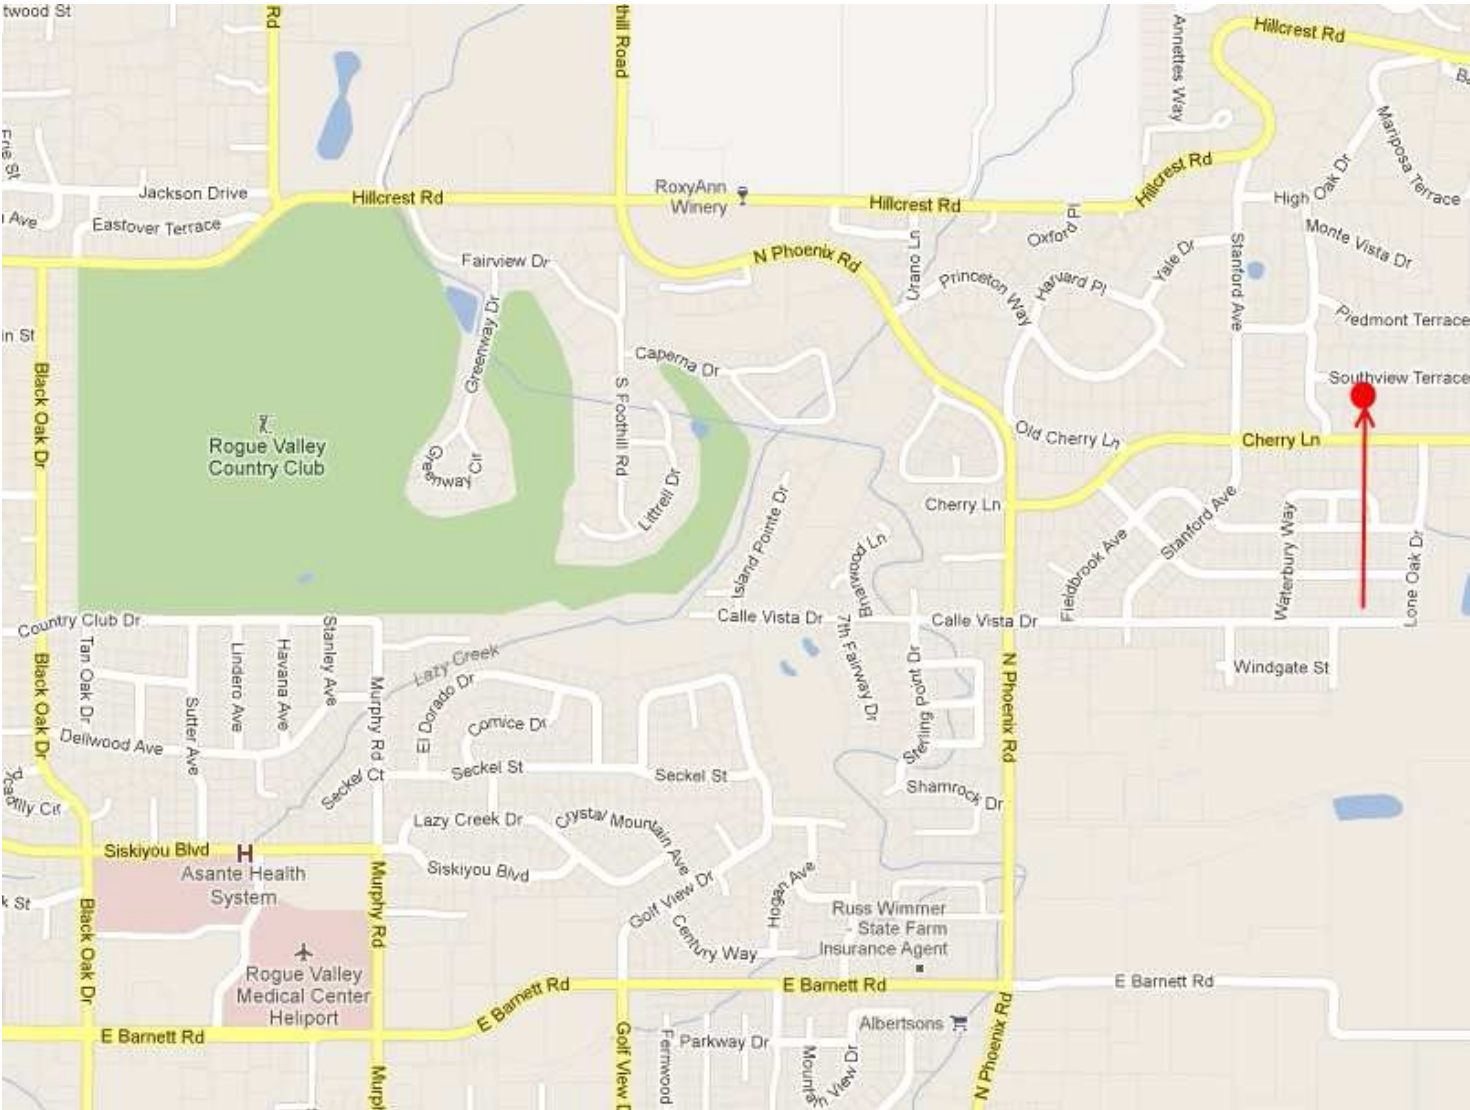 twood St
Rd
thill Road
Annettes Way
Hillcrest Rd
Erie St
Jackson Drive
Hillcrest Rd
RoxyAnn
Winery
Hillcrest Rd
Hillcrest Rd
High Oak Dr
Mariposa Terrace
Ave
Eastover Terrace
Fairview Dr
N Phoenix Rd
Urano Ln
Oxford Pl
Princeton Way
Harvard Pl
Yale Dr
Stanford Ave
Monte Vista Dr
Piedmont Terrace
in St
Black Oak Dr
Greenway Dr
Caperna Dr
S Foothill Rd
Southview Terrace
Rogue Valley
Country Club
Greenway Cir
Littrell Dr
Old Cherry Ln
Cherry Ln
Cherry Ln
Island Pointe Dr
Briarwood Ln
Fieldbrook Ave
Stanford Ave
Waterbury Way
Lone Oak Dr
Country Club Dr
Calle Vista Dr
Calle Vista Dr
7th Fairway Dr
Sterling Point Dr
N Phoenix Rd
Windgate St
Tan Oak Dr
Black Oak Dr
Lindero Ave
Havana Ave
Stanley Ave
Sutter Ave
Murphy Rd
Lazy Creek
El Dorado Dr
Comice Dr
Dellwood Ave
Seckel Ct
Seckel St
Seckel St
Shamrock Dr
Cir
Lazy Creek Dr
Crystal Mountain Ave
Siskiyou Blvd
H
Asante Health
System
Siskiyou Blvd
Golf View Dr
Hogan Ave
Century Way
k St
Black Oak Dr
Murphy Rd
Russ Wimmer
- State Farm
Insurance Agent
Rogue Valley
Medical Center
Heliport
E Barnett Rd
E Barnett Rd
E Barnett Rd
E Barnett Rd
Albertsons
N Phoenix Rd
Golf View D
Fernwood
Parkway Dr
Mountain View Dr
Murph